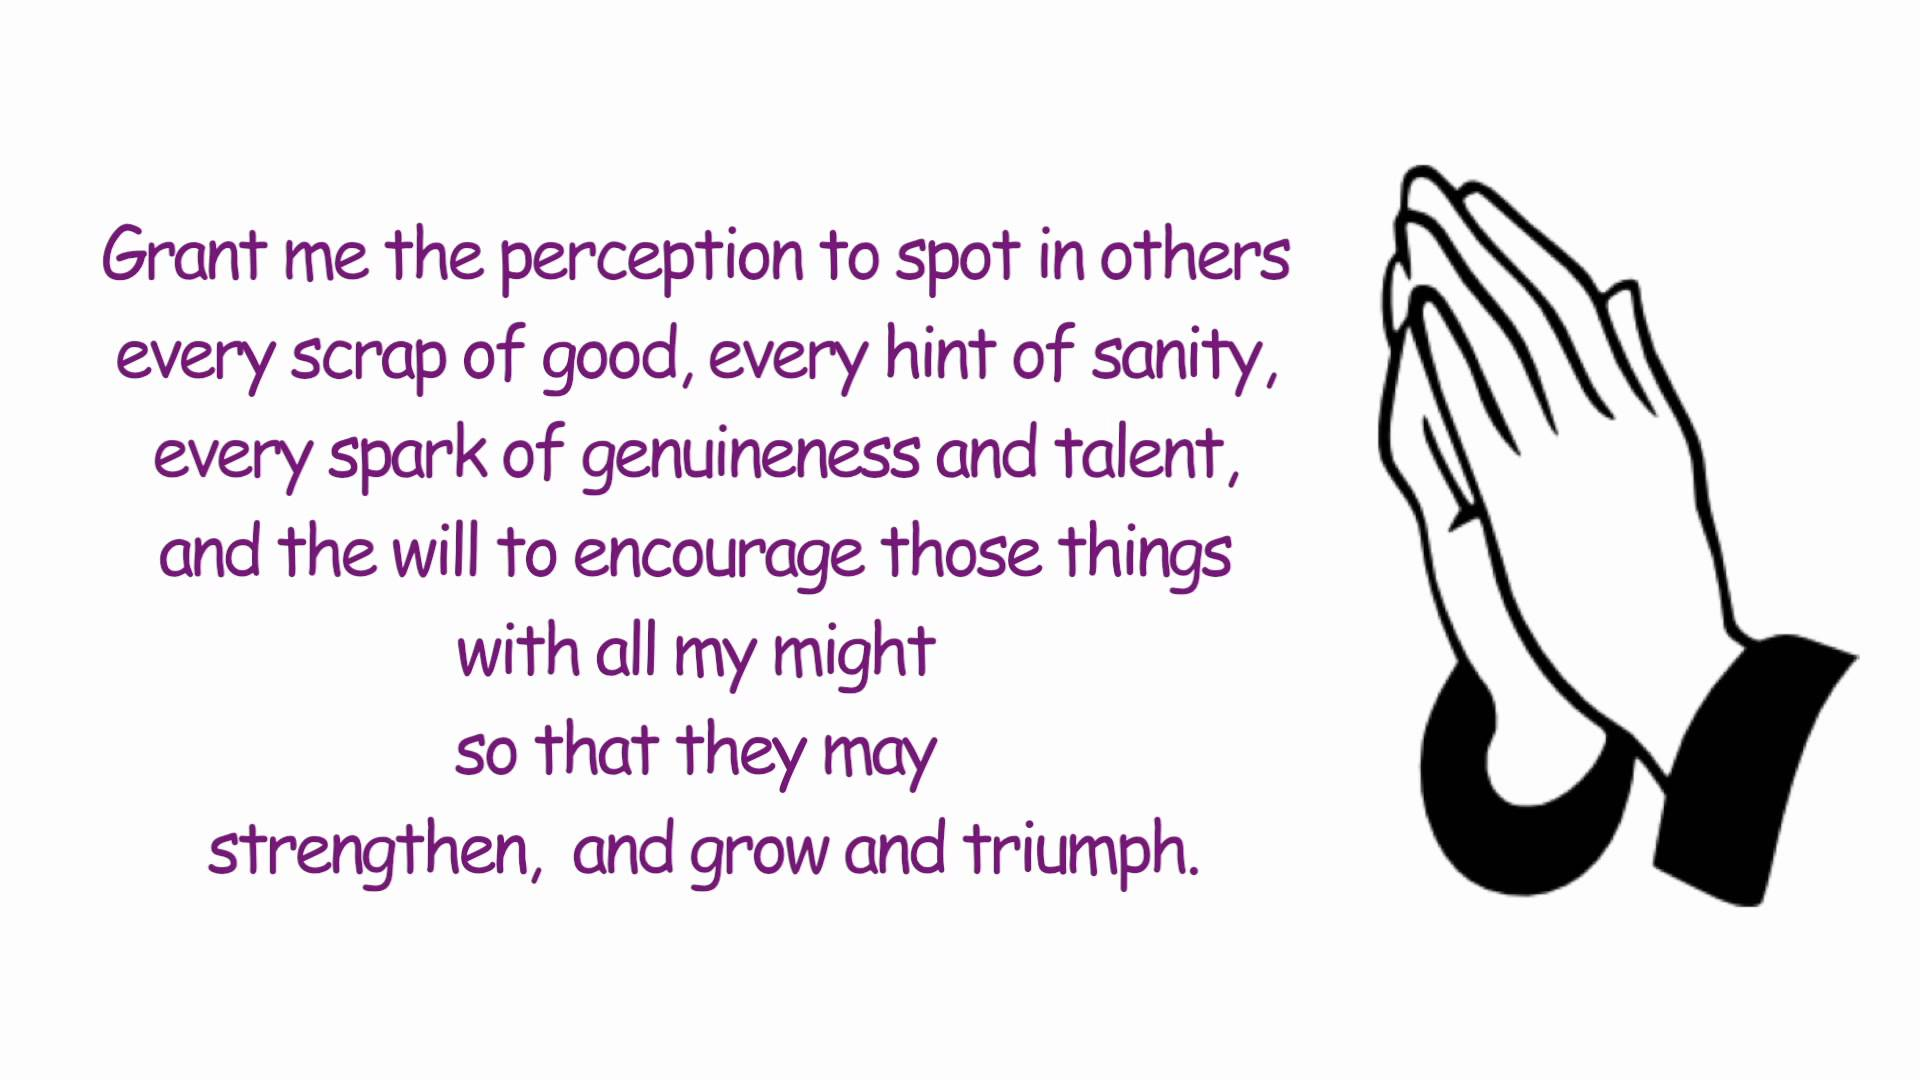 Grant me the perception to spot in others
every scrap of good, every hint of sanity,
every spark of genuineness and talent,
and the will to encourage those things
with all my might
so that they may
strengthen,  and grow and triumph.